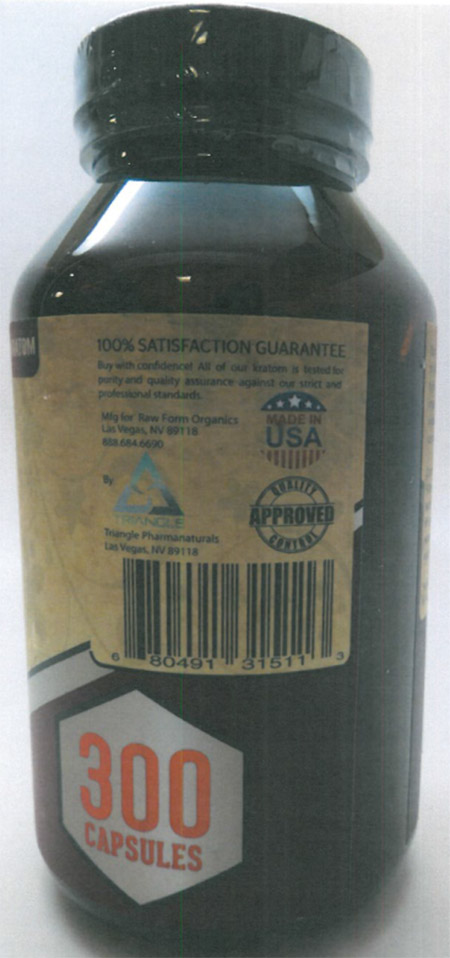 100% SATISFACTION GUARANTEE
Buy with confidence! All of our kratom is tested for
purity and quality assurance against our strict and
professional standards.
Mfg for Raw Form Organics
Las Vegas, NV 89118
888.684.6690
MADE IN
USA
By
TRIANGLE
Triangle Pharmanaturals
Las Vegas, NV 89118
QUALITY
APPROVED
CONTROL
6 80491 31511 3
300
CAPSULES